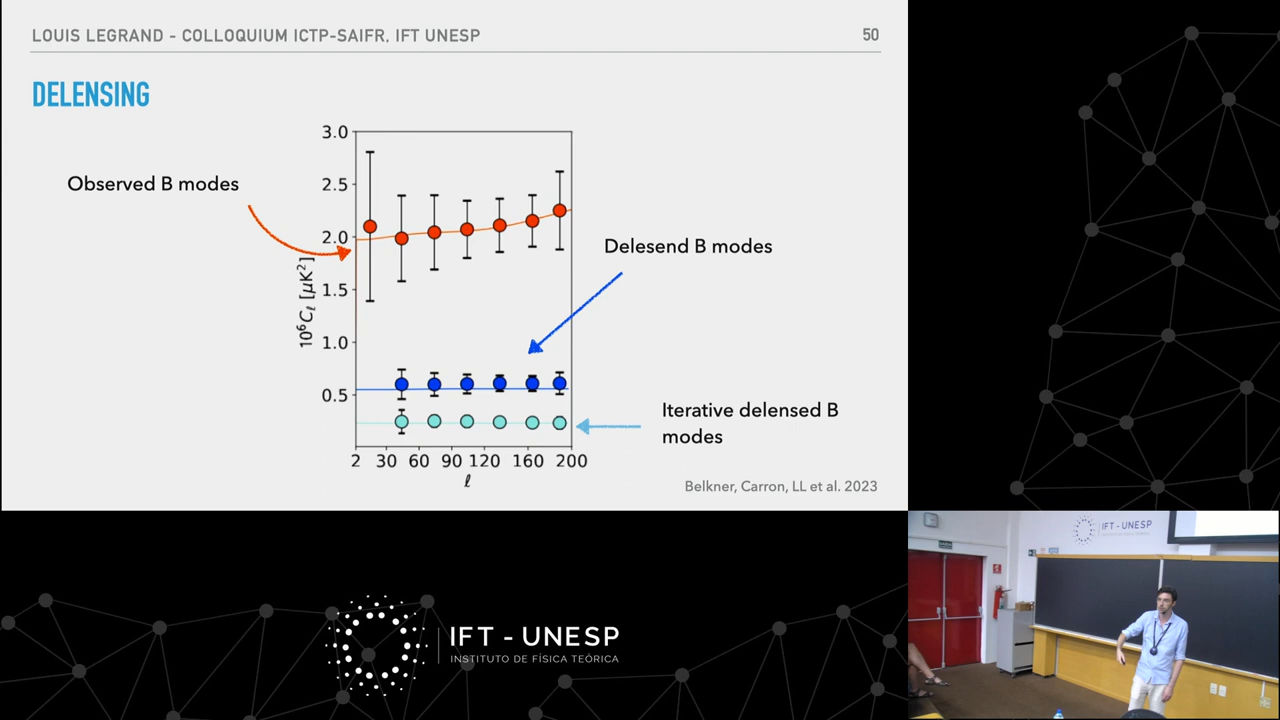 LOUIS LEGRAND - COLLOQUIUM ICTP-SAIFR, IFT UNESP
50
DELENSING
Observed B modes
Delesend B modes
Iterative delensed B
modes
3.0
2.5
2.0
1.5
1.0
0.5
10⁶Cℓ [μK²]
2 30 60 90 120 160 200
ℓ
Belkner, Carron, LL et al. 2023
IFT - UNESP
IFT - UNESP
INSTITUTO DE FÍSICA TEÓRICA